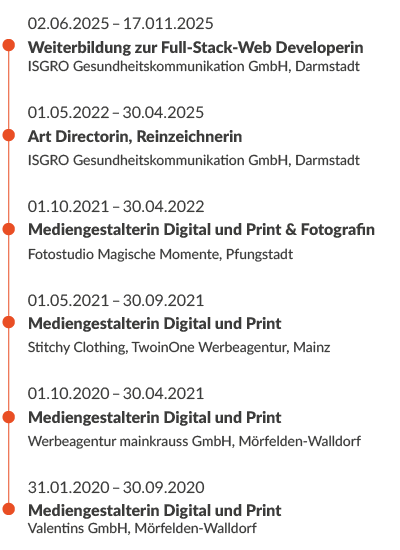 02.06.2025 – 17.011.2025
Weiterbildung zur Full-Stack-Web Developerin
ISGRO Gesundheitskommunikation GmbH, Darmstadt
01.05.2022 – 30.04.2025
Art Directorin, Reinzeichnerin
ISGRO Gesundheitskommunikation GmbH, Darmstadt
01.10.2021 – 30.04.2022
Mediengestalterin Digital und Print & Fotografin
Fotostudio Magische Momente, Pfungstadt
01.05.2021 – 30.09.2021
Mediengestalterin Digital und Print
Stitchy Clothing, TwoinOne Werbeagentur, Mainz
01.10.2020 – 30.04.2021
Mediengestalterin Digital und Print
Werbeagentur mainkrauss GmbH, Mörfelden-Walldorf
31.01.2020 – 30.09.2020
Mediengestalterin Digital und Print
Valentins GmbH, Mörfelden-Walldorf